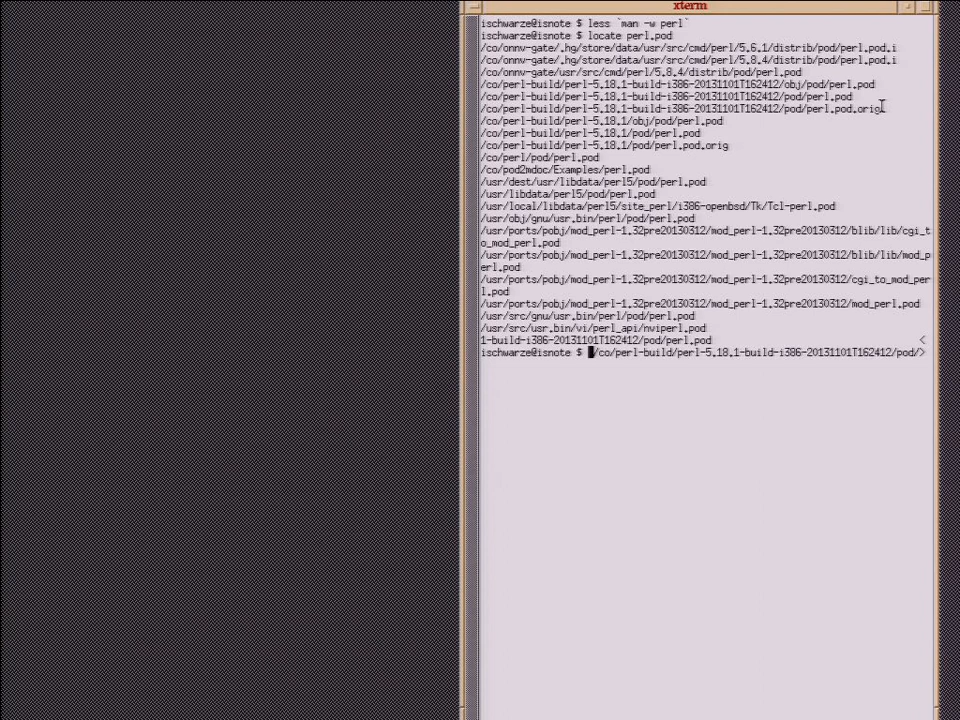 xterm
ischwarze@isnote $ less `man -w perl`
ischwarze@isnote $ locate perl.pod
/co/onnv-gate/.hg/store/data/usr/src/cmd/perl/5.6.1/distrib/pod/perl.pod.i
/co/onnv-gate/.hg/store/data/usr/src/cmd/perl/5.8.4/distrib/pod/perl.pod.i
/co/onnv-gate/usr/src/cmd/perl/5.8.4/distrib/pod/perl.pod
/co/perl-build/perl-5.18.1-build-i386-20131101T162412/obj/pod/perl.pod
/co/perl-build/perl-5.18.1-build-i386-20131101T162412/pod/perl.pod
/co/perl-build/perl-5.18.1-build-i386-20131101T162412/pod/perl.pod.orig
/co/perl-build/perl-5.18.1/obj/pod/perl.pod
/co/perl-build/perl-5.18.1/pod/perl.pod
/co/perl-build/perl-5.18.1/pod/perl.pod.orig
/co/perl/pod/perl.pod
/co/pod2mdoc/Examples/perl.pod
/usr/dest/usr/libdata/perl5/pod/perl.pod
/usr/libdata/perl5/pod/perl.pod
/usr/local/libdata/perl5/site_perl/i386-openbsd/Tk/Tcl-perl.pod
/usr/obj/gnu/usr.bin/perl/pod/perl.pod
/usr/ports/pobj/mod_perl-1.32pre20130312/mod_perl-1.32pre20130312/blib/lib/cgi_t
o_mod_perl.pod
/usr/ports/pobj/mod_perl-1.32pre20130312/mod_perl-1.32pre20130312/blib/lib/mod_p
erl.pod
/usr/ports/pobj/mod_perl-1.32pre20130312/mod_perl-1.32pre20130312/cgi_to_mod_per
l.pod
/usr/ports/pobj/mod_perl-1.32pre20130312/mod_perl-1.32pre20130312/mod_perl.pod
/usr/src/gnu/usr.bin/perl/pod/perl.pod
/usr/src/usr.bin/vi/perl_api/nviperl.pod
1-build-i386-20131101T162412/pod/perl.pod <
ischwarze@isnote $ /co/perl-build/perl-5.18.1-build-i386-20131101T162412/pod/>